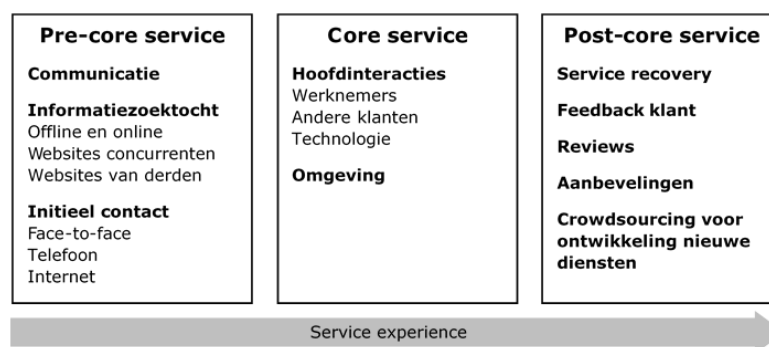 Pre-core service
Communicatie
Informatiezoektocht
Offline en online
Websites concurrenten
Websites van derden
Initieel contact
Face-to-face
Telefoon
Internet
Core service
Hoofdinteracties
Werknemers
Andere klanten
Technologie
Omgeving
Post-core service
Service recovery
Feedback klant
Reviews
Aanbevelingen
Crowdsourcing voor
ontwikkeling nieuwe
diensten
Service experience